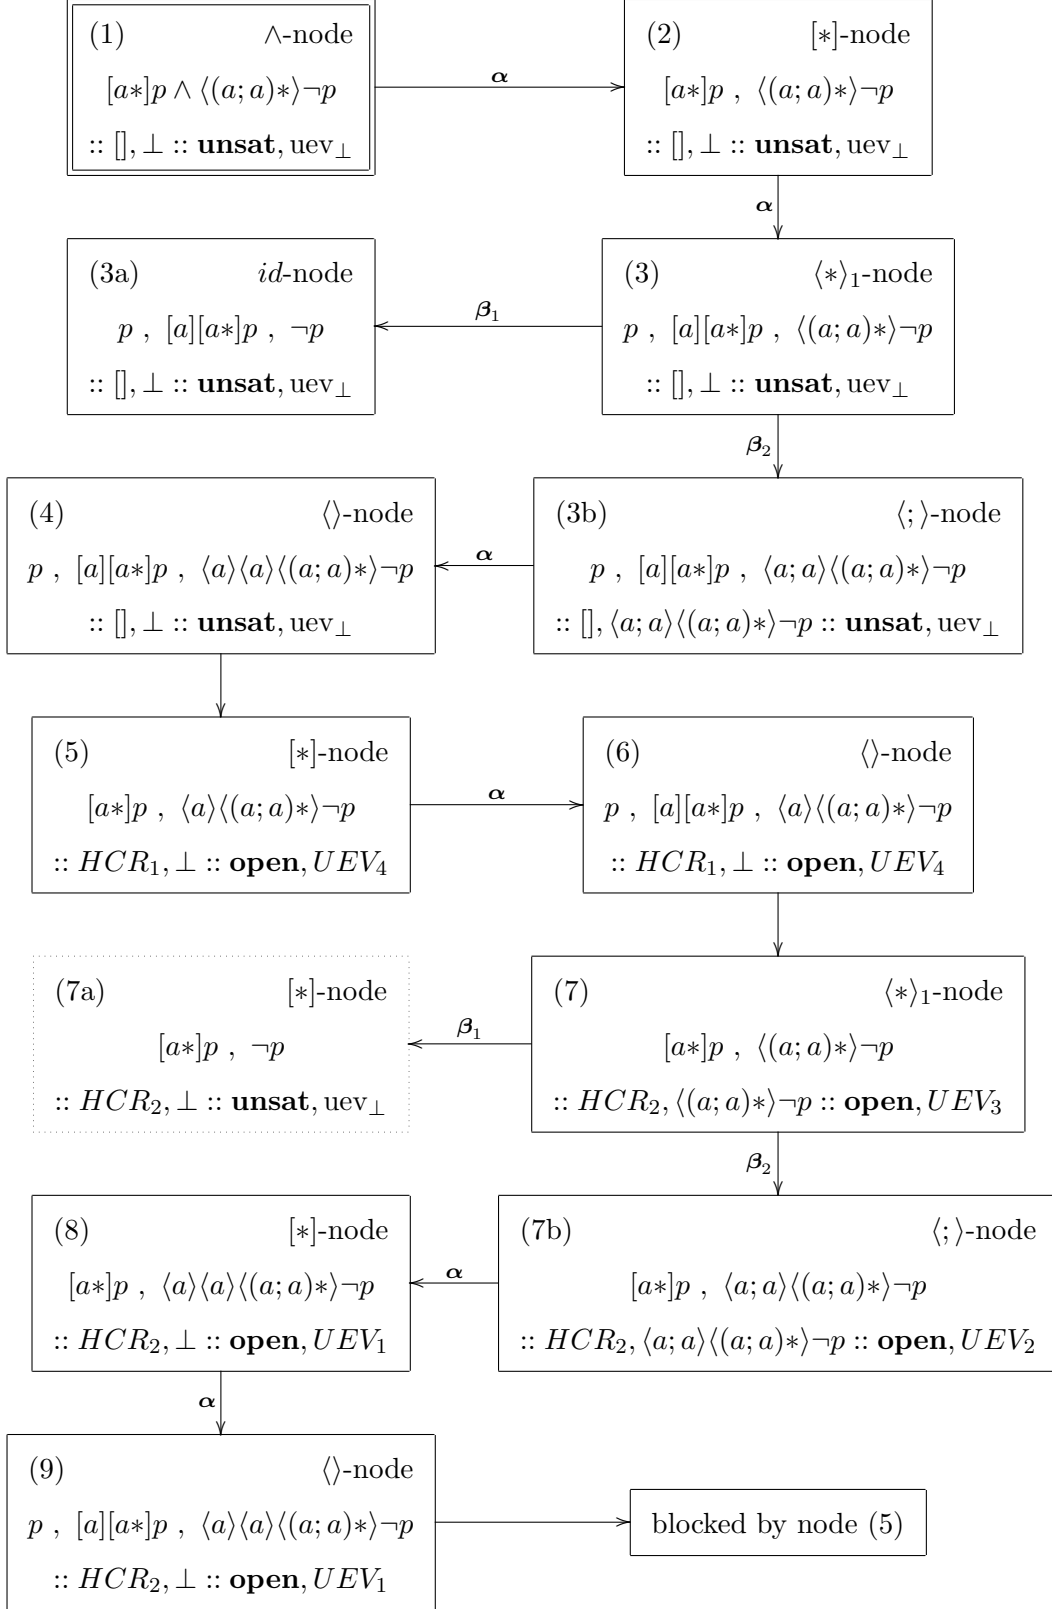 (1) ∧-node
[a∗]p ∧ ⟨(a; a)∗⟩¬p
:: [], ⊥ :: unsat, uev⊥
α
(2) [∗]-node
[a∗]p , ⟨(a; a)∗⟩¬p
:: [], ⊥ :: unsat, uev⊥
α
(3a) id-node
p , [a][a∗]p , ¬p
:: [], ⊥ :: unsat, uev⊥
β₁
(3) ⟨∗⟩₁-node
p , [a][a∗]p , ⟨(a; a)∗⟩¬p
:: [], ⊥ :: unsat, uev⊥
β₂
(4) ⟨⟩-node
p , [a][a∗]p , ⟨a⟩⟨a⟩⟨(a; a)∗⟩¬p
:: [], ⊥ :: unsat, uev⊥
α
(3b) ⟨; ⟩-node
p , [a][a∗]p , ⟨a; a⟩⟨(a; a)∗⟩¬p
:: [], ⟨a; a⟩⟨(a; a)∗⟩¬p :: unsat, uev⊥
(5) [∗]-node
[a∗]p , ⟨a⟩⟨(a; a)∗⟩¬p
:: HCR₁, ⊥ :: open, UEV₄
α
(6) ⟨⟩-node
p , [a][a∗]p , ⟨a⟩⟨(a; a)∗⟩¬p
:: HCR₁, ⊥ :: open, UEV₄
(7a) [∗]-node
[a∗]p , ¬p
:: HCR₂, ⊥ :: unsat, uev⊥
β₁
(7) ⟨∗⟩₁-node
[a∗]p , ⟨(a; a)∗⟩¬p
:: HCR₂, ⟨(a; a)∗⟩¬p :: open, UEV₃
β₂
(8) [∗]-node
[a∗]p , ⟨a⟩⟨a⟩⟨(a; a)∗⟩¬p
:: HCR₂, ⊥ :: open, UEV₁
α
(7b) ⟨; ⟩-node
[a∗]p , ⟨a; a⟩⟨(a; a)∗⟩¬p
:: HCR₂, ⟨a; a⟩⟨(a; a)∗⟩¬p :: open, UEV₂
α
(9) ⟨⟩-node
p , [a][a∗]p , ⟨a⟩⟨a⟩⟨(a; a)∗⟩¬p
:: HCR₂, ⊥ :: open, UEV₁
blocked by node (5)